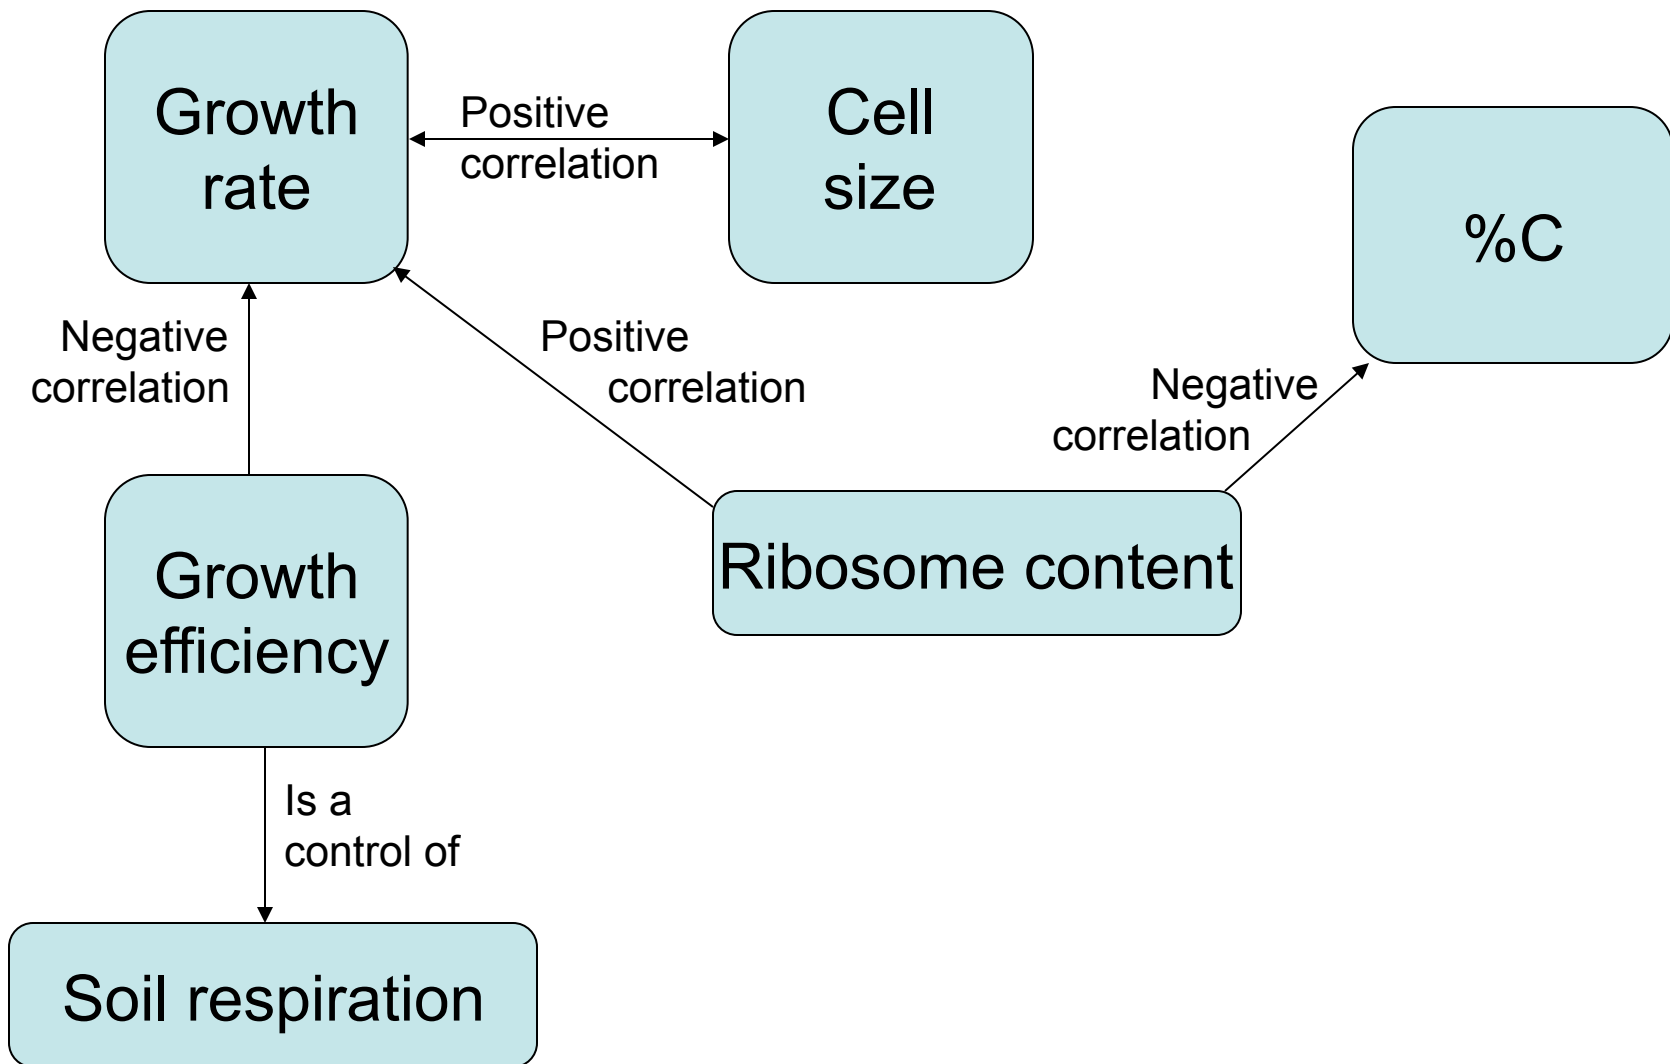 Growth
rate
Positive
correlation
Cell
size
%C
Negative
correlation
Positive
correlation
Negative
correlation
Growth
efficiency
Ribosome content
Is a
control of
Soil respiration